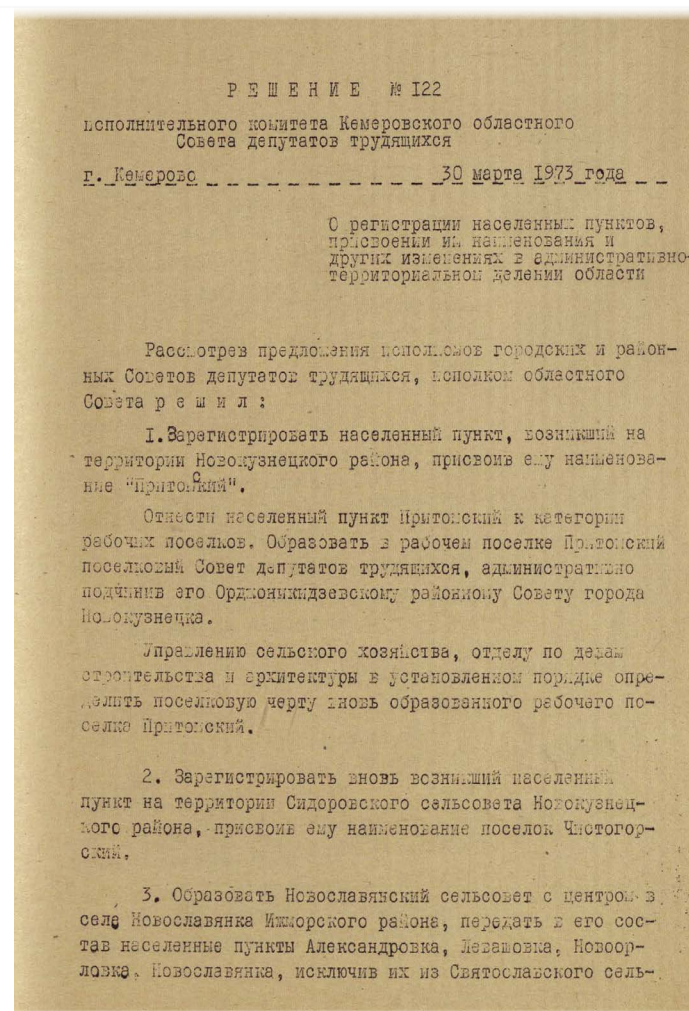 РЕШЕНИЕ № 122
исполнительного комитета Кемеровского областного
Совета депутатов трудящихся
г. Кемерово 30 марта 1973 года
О регистрации населенных пунктов,
присвоении им наименования и
других изменениях в административно-
территориальном делении области
Рассмотрев предложения исполкомов городских и район-
ных Советов депутатов трудящихся, исполком областного
Совета р е ш и л :
1.Зарегистрировать населенный пункт, возникший на
территории Новокузнецкого района, присвоив ему наименова-
ние "Притомский".
Отнести населенный пункт Притомский к категории
рабочих поселков. Образовать в рабочем поселке Притомский
поселковый Совет депутатов трудящихся, административно
подчинив его Орджоникидзевскому районному Совету города
Новокузнецка.
Управлению сельского хозяйства, отделу по делам
строительства и архитектуры в установленном порядке опре-
делить поселковую черту вновь образованного рабочего по-
селка Притомский.
2. Зарегистрировать вновь возникший населенный
пункт на территории Сидоровского сельсовета Новокузнец-
кого района, присвоив ему наименование поселок Чистогор-
ский.
3. Образовать Новославянский сельсовет с центром в
селе Новославянка Ижморского района, передать в его сос-
тав населенные пункты Александровка, Левашовка, Новоор-
ловка, Новославянка, исключив их из Святославского сель-